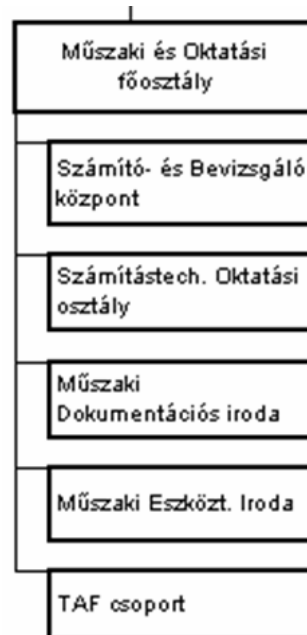 Műszaki és Oktatási
főosztály
Számító- és Bevizsgáló
központ
Számítástech. Oktatási
osztály
Műszaki
Dokumentációs iroda
Műszaki Eszközt. Iroda
TAF csoport